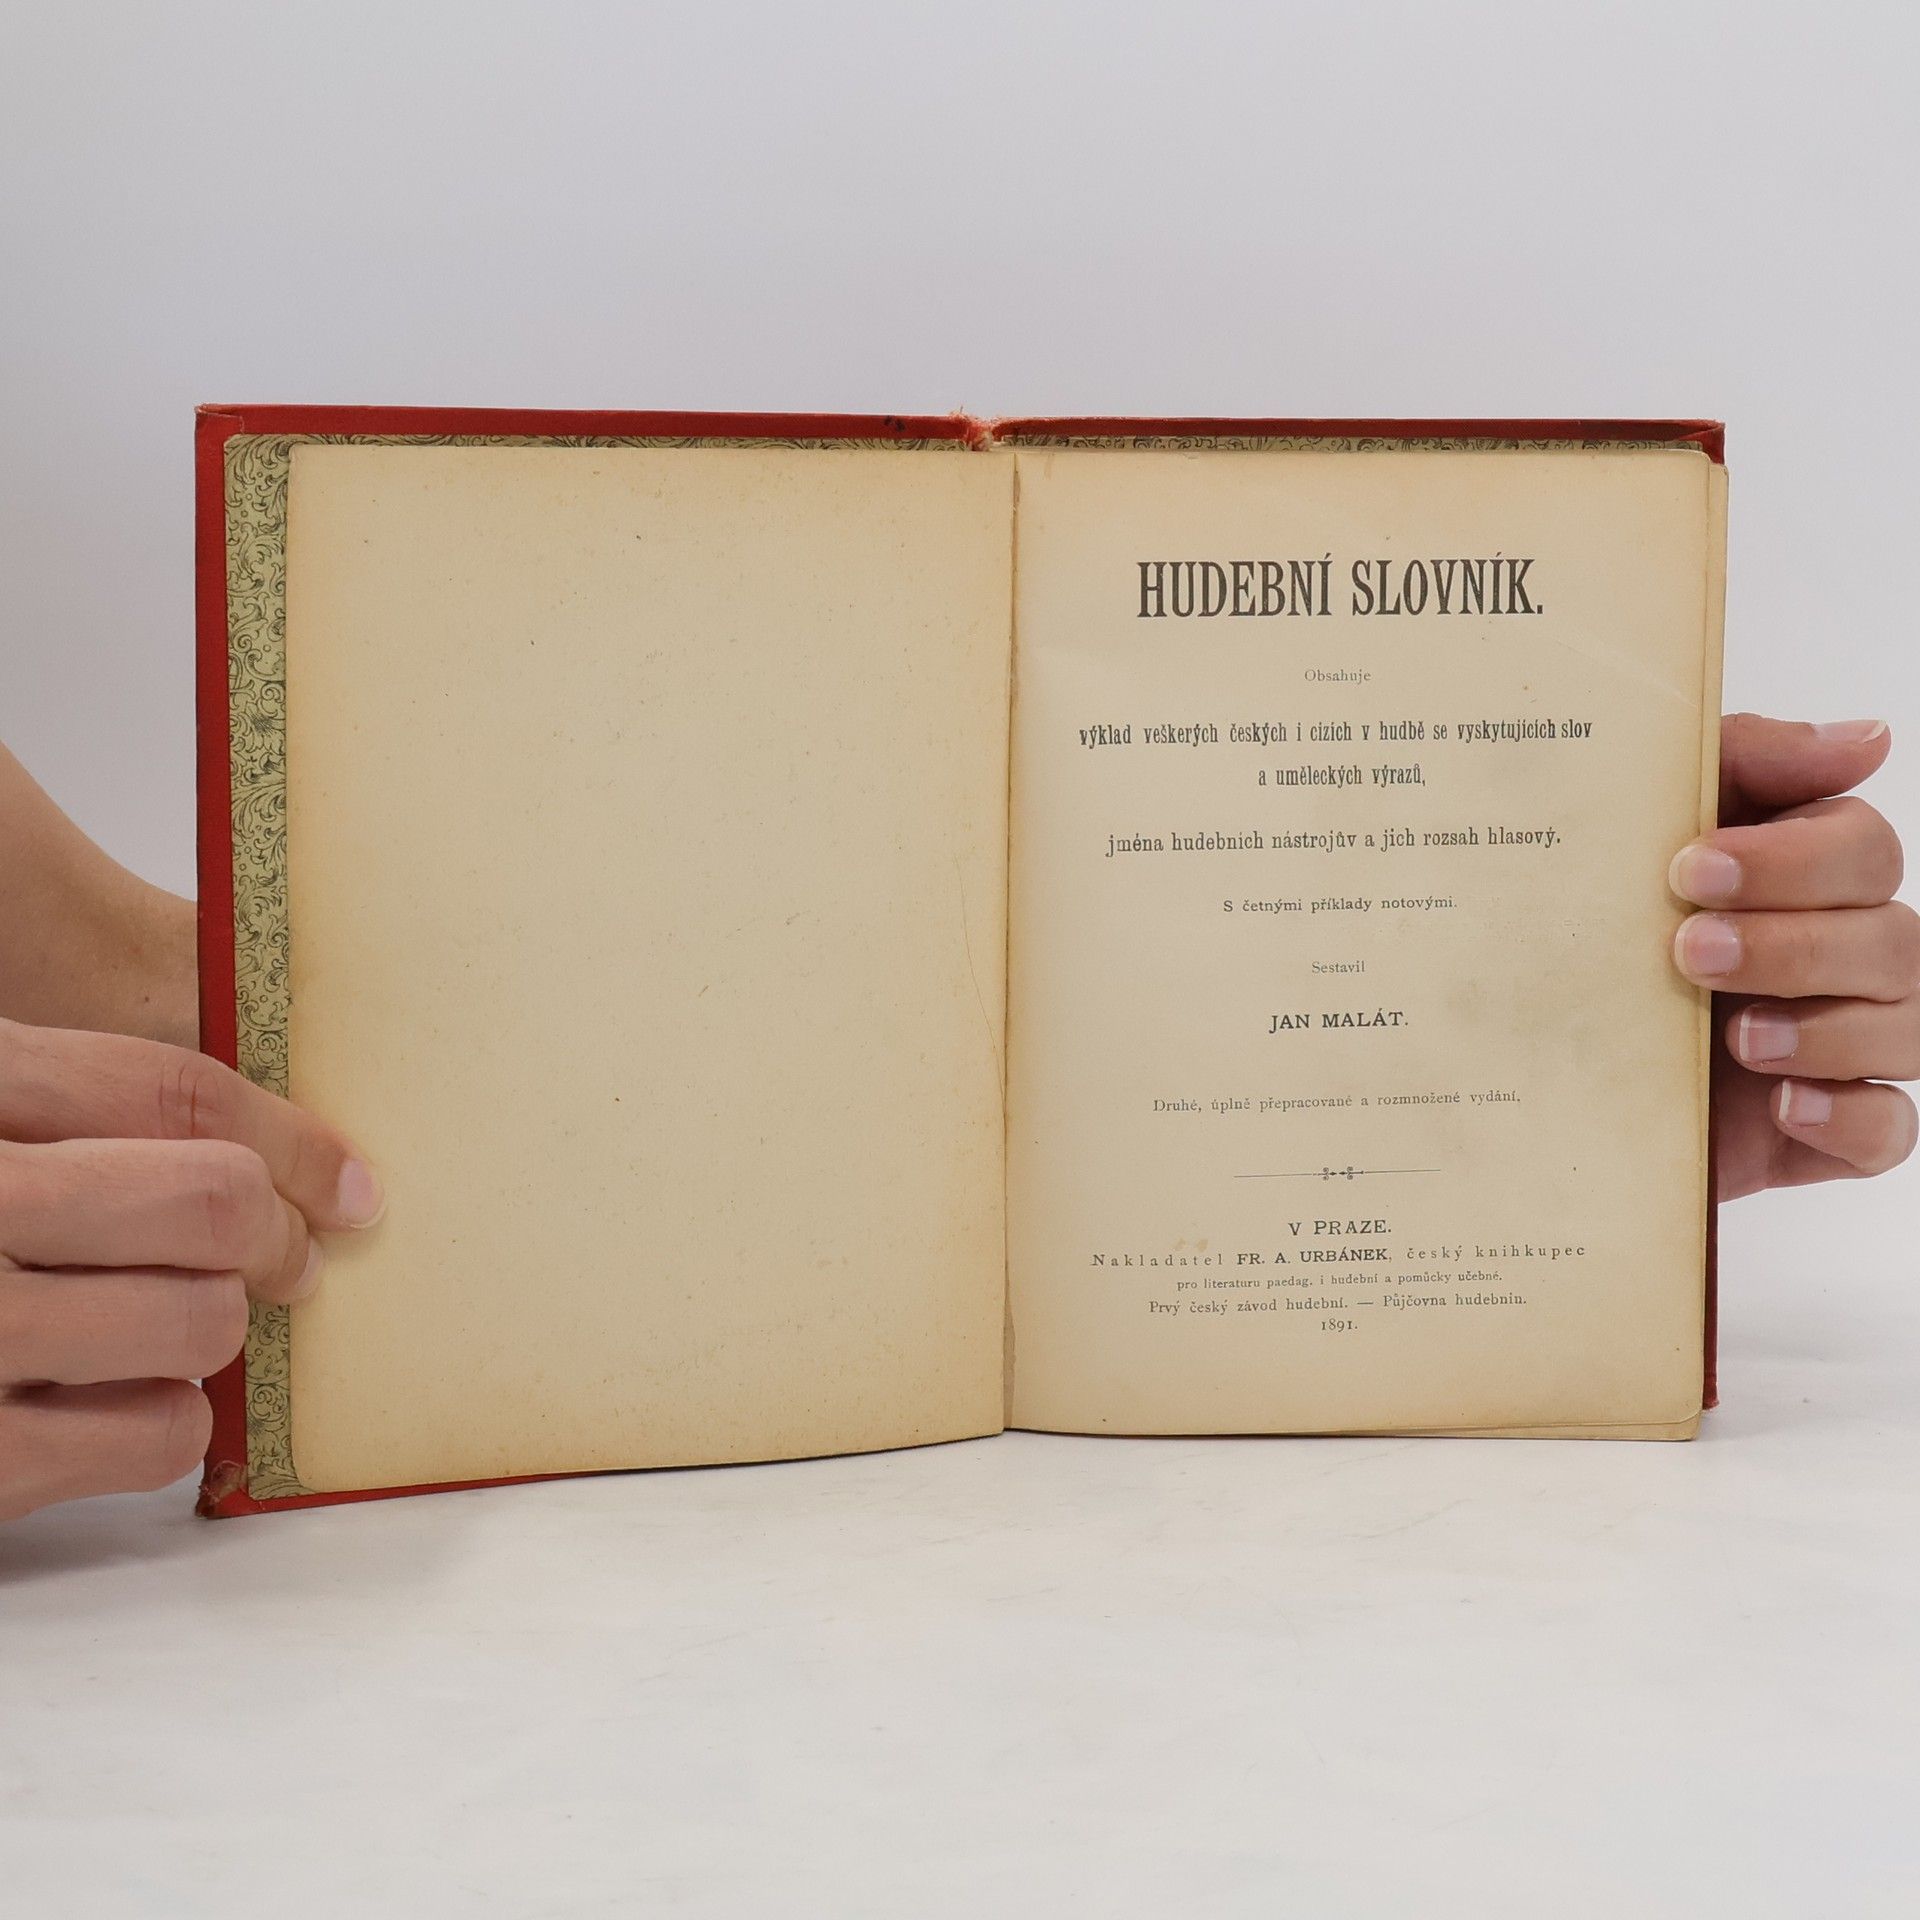 HUDEBNÍ SLOVNÍK.
Obsahuje
výklad veškerých českých i cizích v hudbě se vyskytujících slov
a uměleckých výrazů,
jména hudebních nástrojův a jich rozsah hlasový.
S četnými příklady notovými.
Sestavil
JAN MALÁT.
Druhé, úplně přepracované a rozmnožené vydání.
V PRAZE.
Nakladatel FR. A. URBÁNEK, český knihkupec
pro literaturu paedag. i hudební a pomůcky učebné.
Prvý český závod hudební. — Půjčovna hudebnin.
1891.